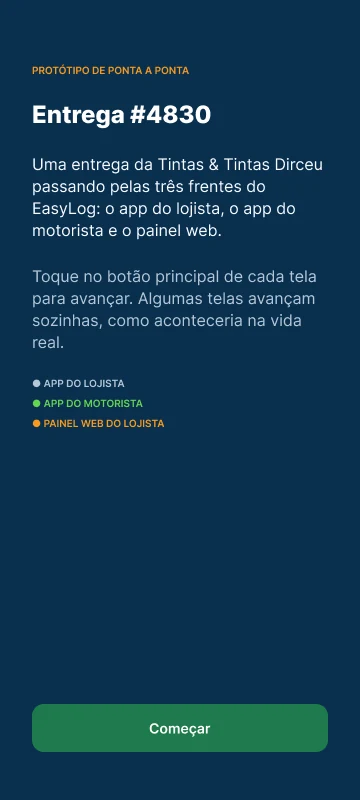 PROTÓTIPO DE PONTA A PONTA
Entrega #4830
Uma entrega da Tintas & Tintas Dirceu
passando pelas três frentes do
EasyLog: o app do lojista, o app do
motorista e o painel web.
Toque no botão principal de cada tela
para avançar. Algumas telas avançam
sozinhas, como aconteceria na vida
real.
● APP DO LOJISTA
● APP DO MOTORISTA
● PAINEL WEB DO LOJISTA
Começar